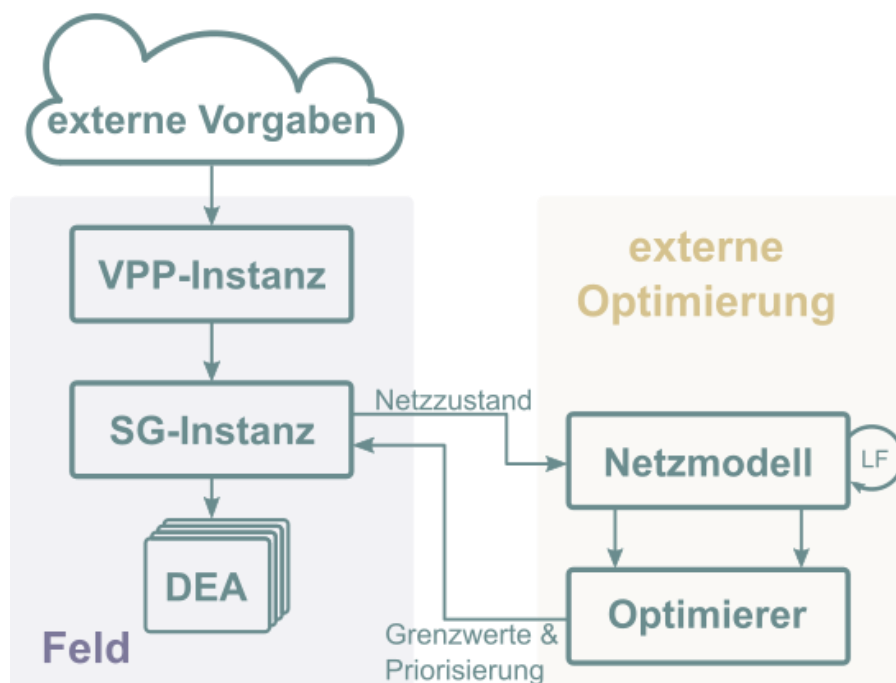 externe Vorgaben
VPP-Instanz
SG-Instanz
DEA
Feld
Netzzustand
Grenzwerte &
Priorisierung
externe
Optimierung
Netzmodell
LF
Optimierer